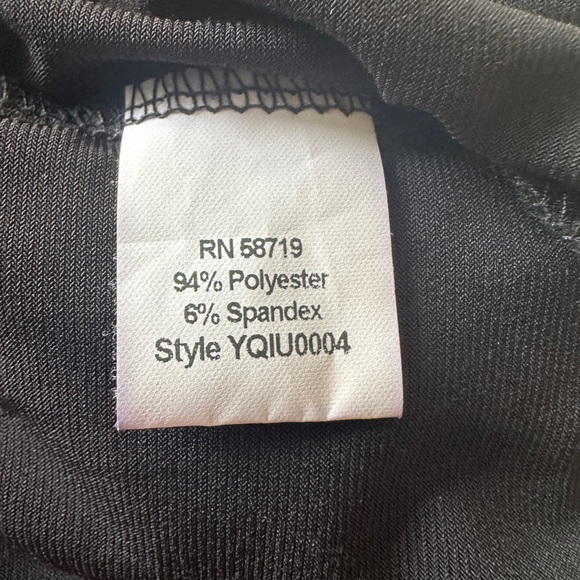 RN 58719
94% Polyester
6% Spandex
Style YQIU0004